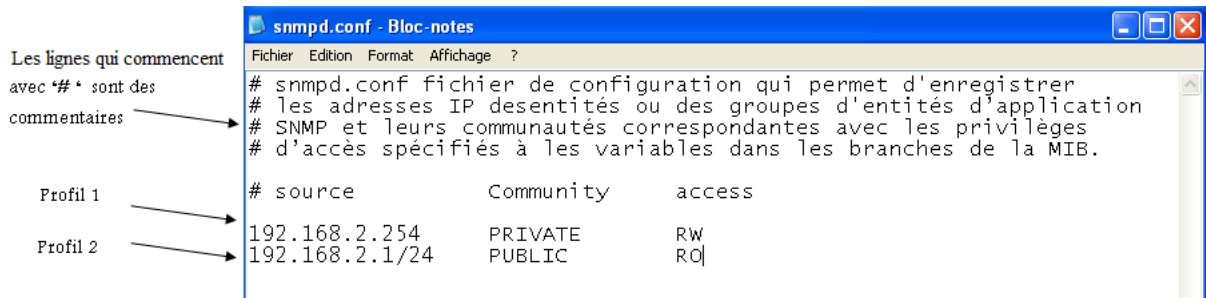 snmpd.conf - Bloc-notes
Fichier Edition Format Affichage ?
Les lignes qui commencent
avec ‘# ‘ sont des
commentaires
# snmpd.conf fichier de configuration qui permet d'enregistrer
# les adresses IP desentités ou des groupes d'entités d’application
# SNMP et leurs communautés correspondantes avec les privilèges
# d’accès spécifiés à les variables dans les branches de la MIB.
# source Community access
Profil 1
192.168.2.254 PRIVATE RW
Profil 2
192.168.2.1/24 PUBLIC RO